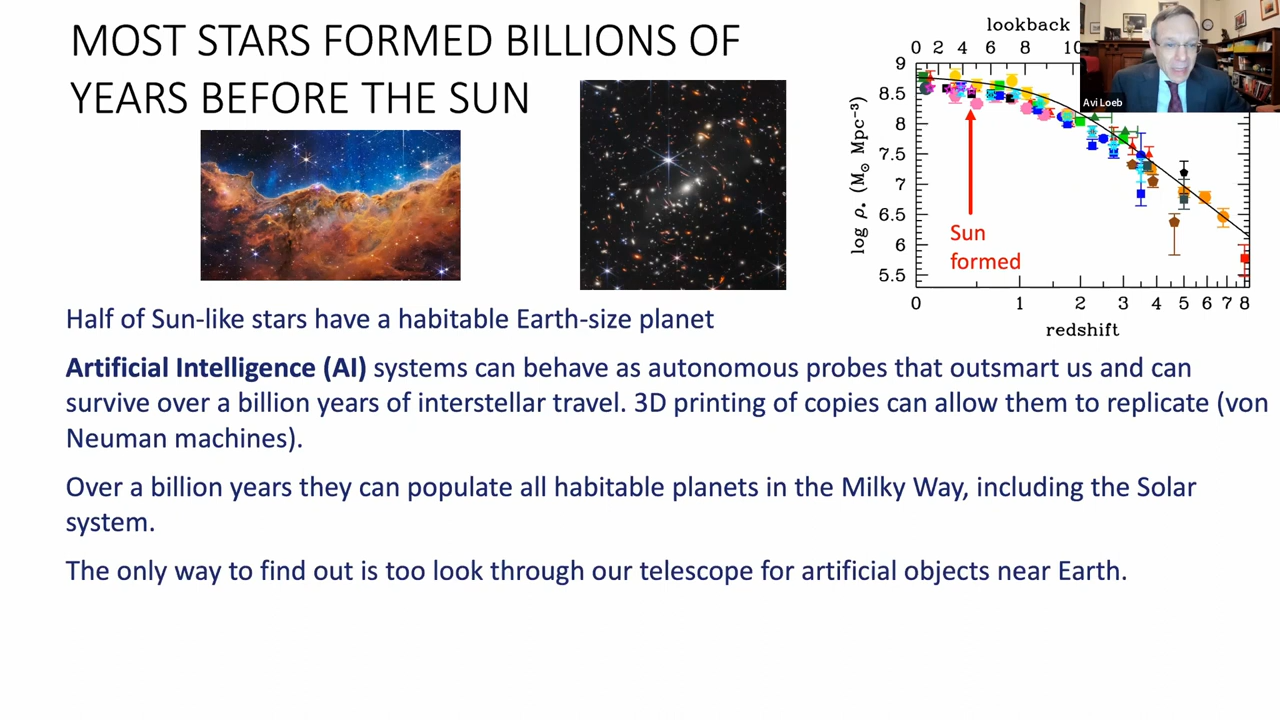 MOST STARS FORMED BILLIONS OF
YEARS BEFORE THE SUN
lookback
0 2 4 6 8 10
Avi Loeb
9
8.5
8
7.5
7
6.5
6
5.5
log ρ* (M⊙ Mpc⁻³)
Sun
formed
0 1 2 3 4 5 6 7 8
redshift
Half of Sun-like stars have a habitable Earth-size planet
Artificial Intelligence (AI) systems can behave as autonomous probes that outsmart us and can
survive over a billion years of interstellar travel. 3D printing of copies can allow them to replicate (von
Neuman machines).
Over a billion years they can populate all habitable planets in the Milky Way, including the Solar
system.
The only way to find out is too look through our telescope for artificial objects near Earth.